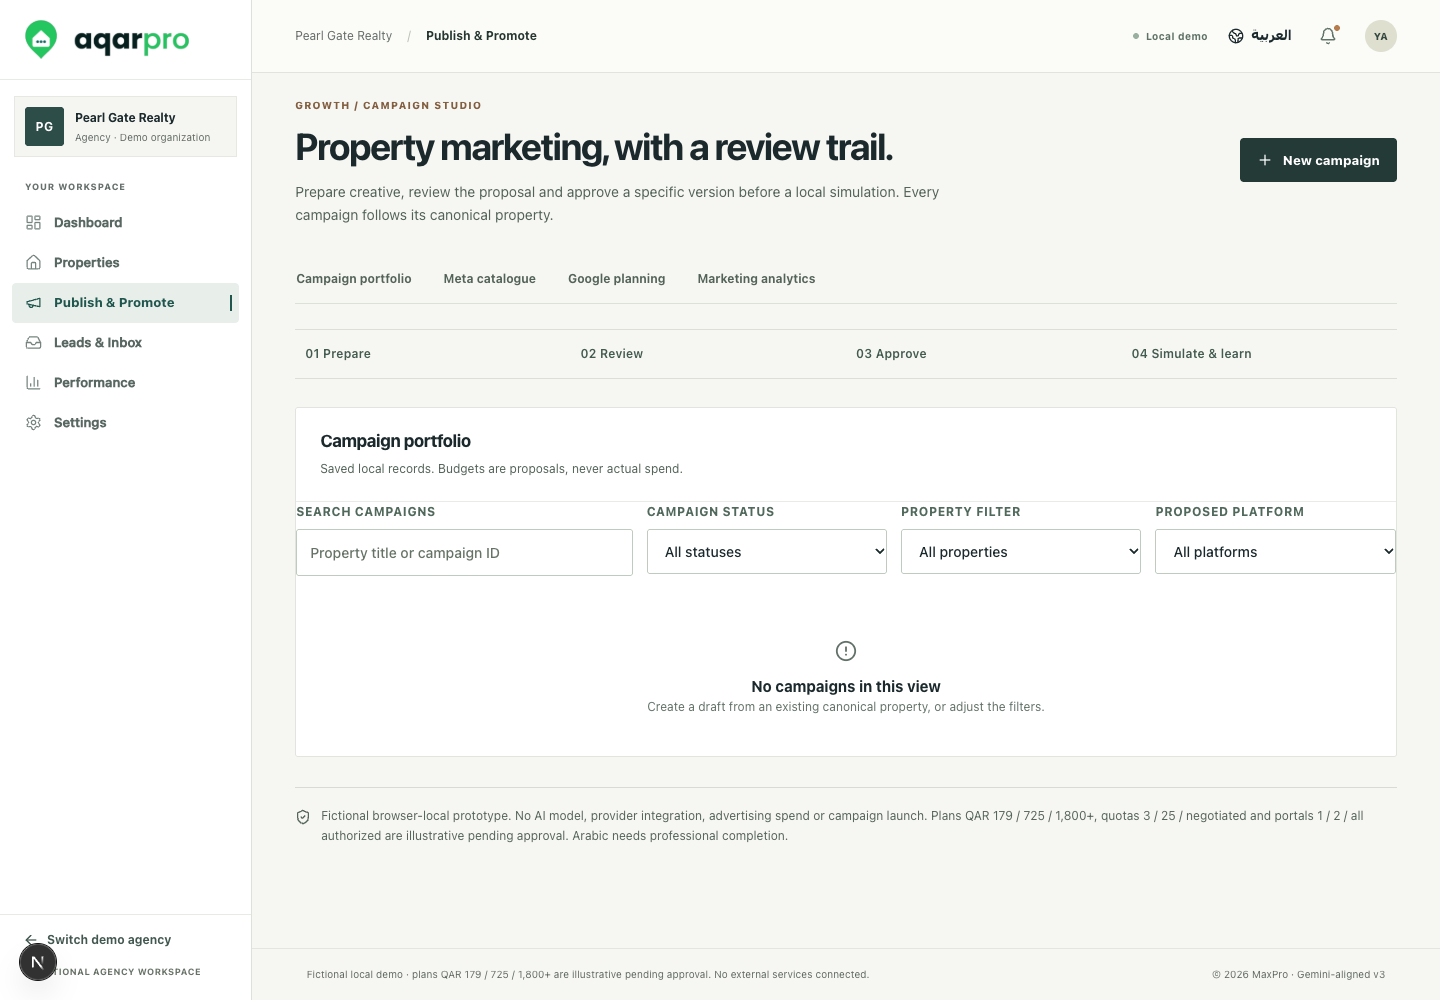 aqarpro
PG
Pearl Gate Realty
Agency · Demo organization
YOUR WORKSPACE
Dashboard
Properties
Publish & Promote
Leads & Inbox
Performance
Settings
Switch demo agency
N
IONAL AGENCY WORKSPACE
Pearl Gate Realty / Publish & Promote
Local demo
العربية
YA
GROWTH / CAMPAIGN STUDIO
Property marketing, with a review trail.
Prepare creative, review the proposal and approve a specific version before a local simulation. Every
campaign follows its canonical property.
+ New campaign
Campaign portfolio Meta catalogue Google planning Marketing analytics
01 Prepare 02 Review 03 Approve 04 Simulate & learn
Campaign portfolio
Saved local records. Budgets are proposals, never actual spend.
SEARCH CAMPAIGNS CAMPAIGN STATUS PROPERTY FILTER PROPOSED PLATFORM
Property title or campaign ID All statuses All properties All platforms
No campaigns in this view
Create a draft from an existing canonical property, or adjust the filters.
Fictional browser-local prototype. No AI model, provider integration, advertising spend or campaign launch. Plans QAR 179 / 725 / 1,800+, quotas 3 / 25 / negotiated and portals 1 / 2 / all
authorized are illustrative pending approval. Arabic needs professional completion.
Fictional local demo · plans QAR 179 / 725 / 1,800+ are illustrative pending approval. No external services connected.
© 2026 MaxPro · Gemini-aligned v3